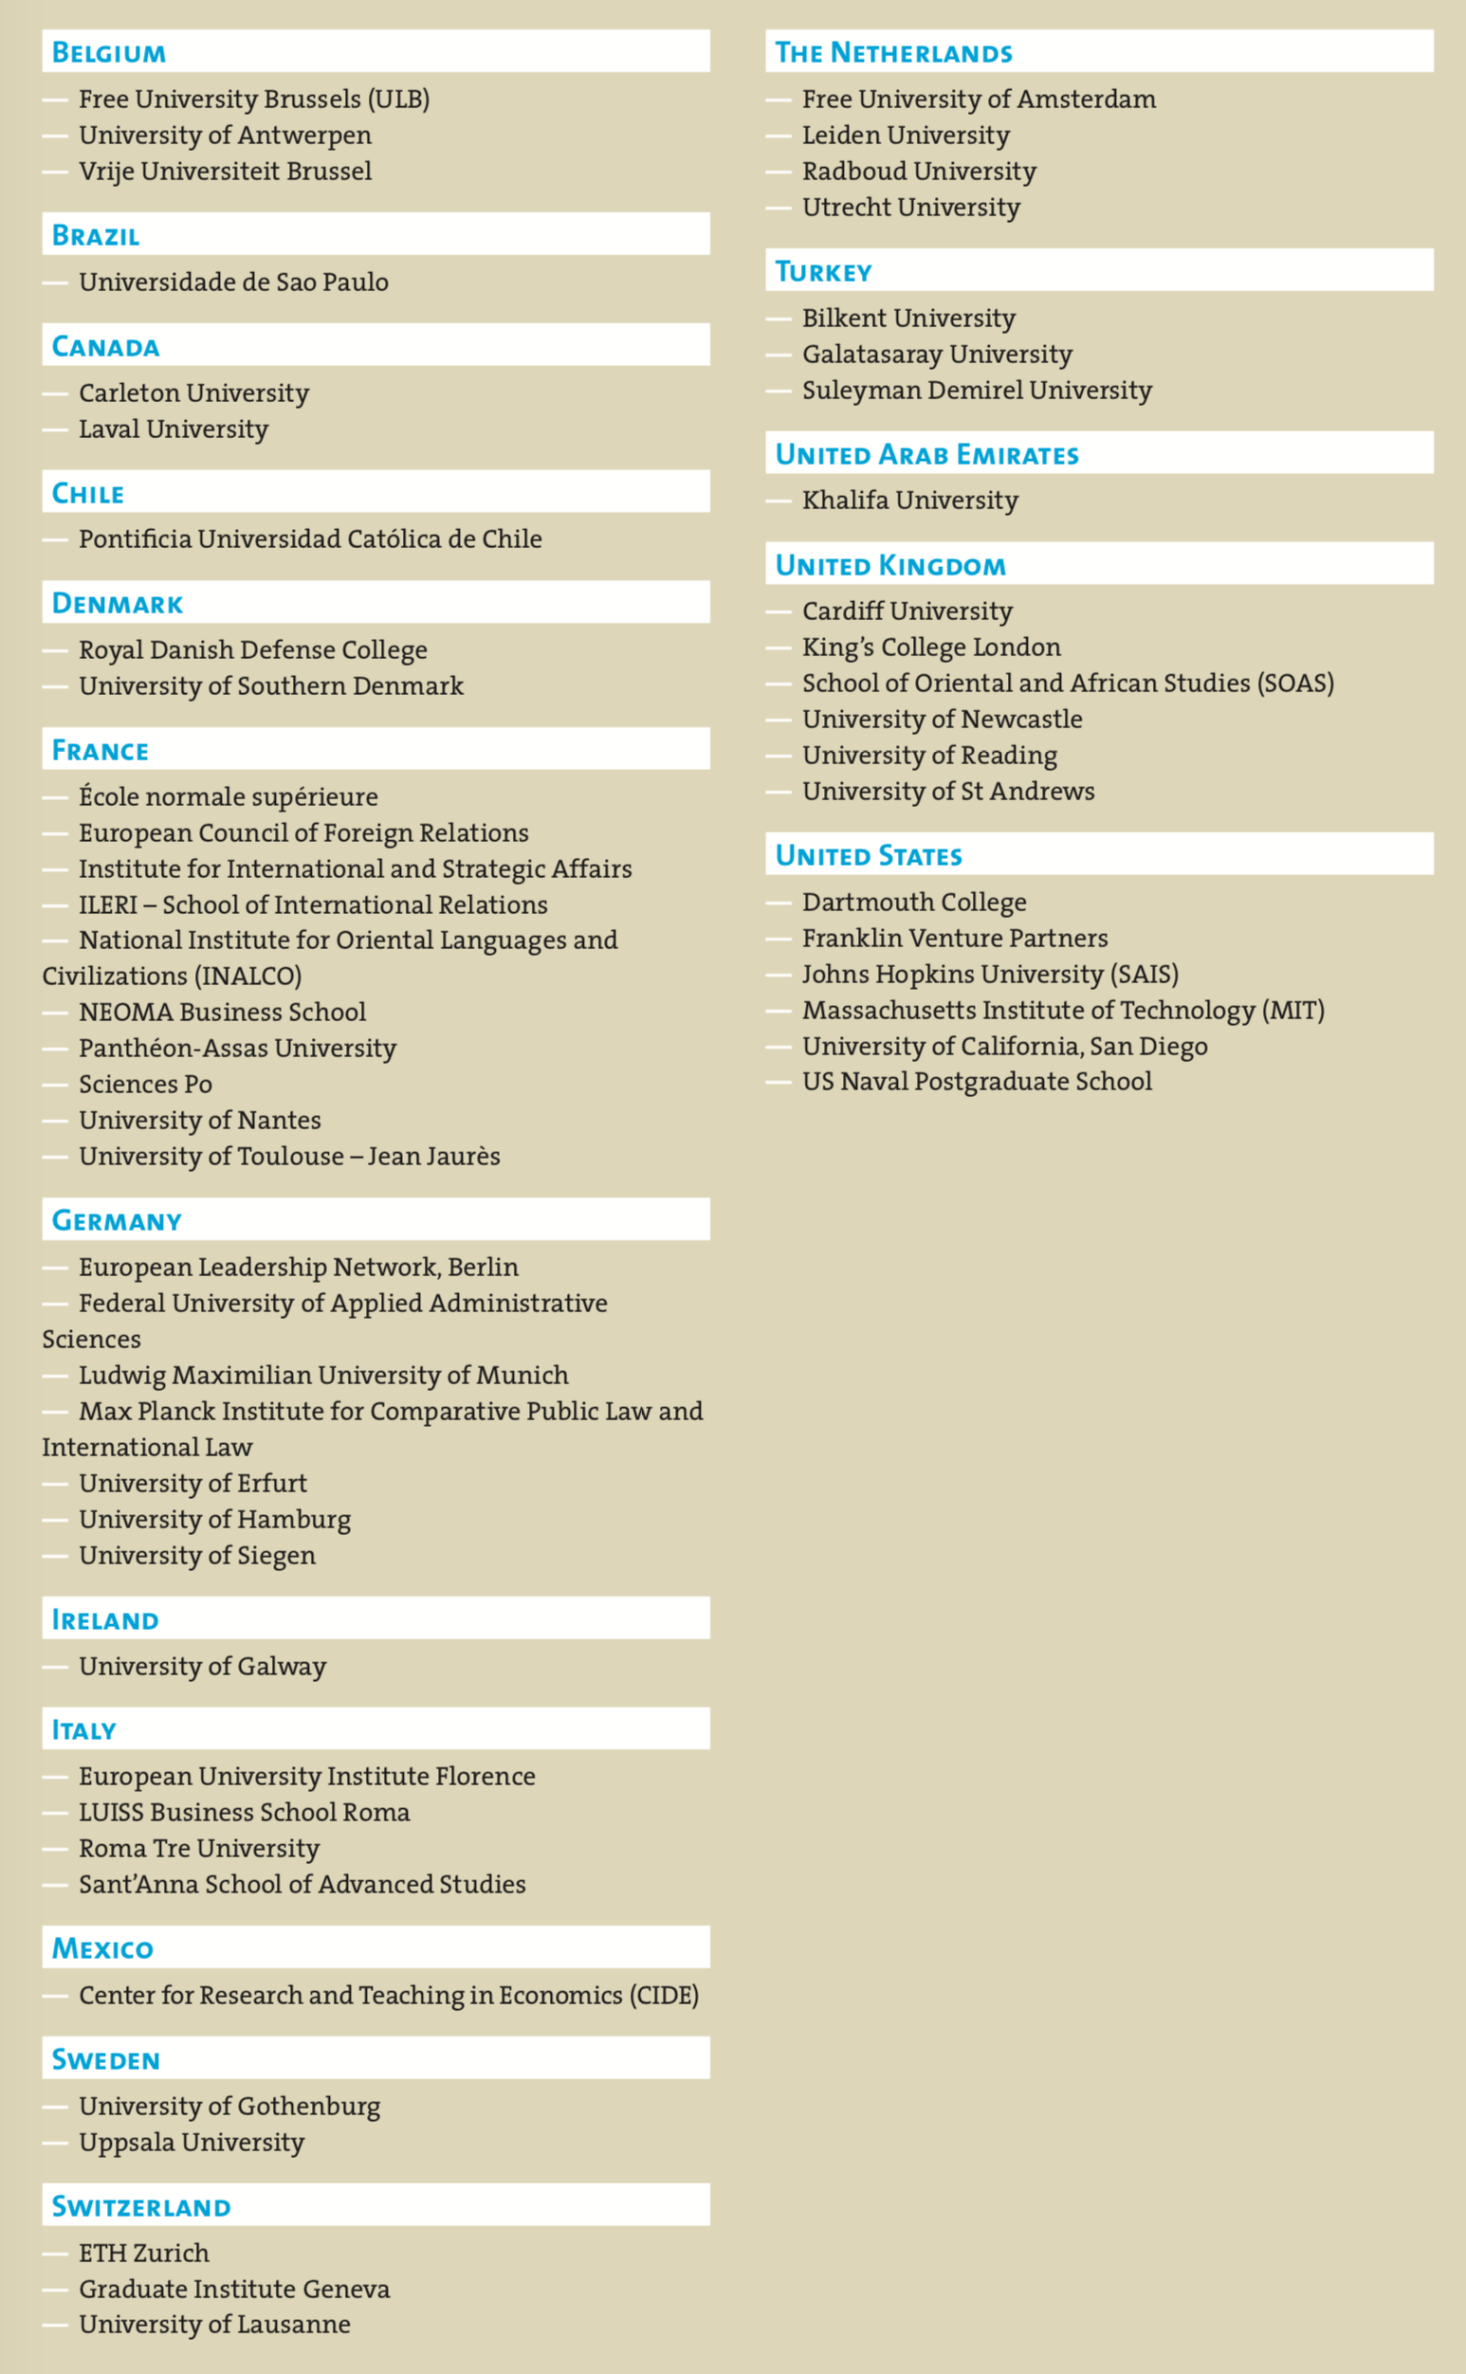 BELGIUM
— Free University Brussels (ULB)
— University of Antwerpen
— Vrije Universiteit Brussel
BRAZIL
— Universidade de Sao Paulo
CANADA
— Carleton University
— Laval University
CHILE
— Pontificia Universidad Católica de Chile
DENMARK
— Royal Danish Defense College
— University of Southern Denmark
FRANCE
— École normale supérieure
— European Council of Foreign Relations
— Institute for International and Strategic Affairs
— ILERI – School of International Relations
— National Institute for Oriental Languages and
Civilizations (INALCO)
— NEOMA Business School
— Panthéon-Assas University
— Sciences Po
— University of Nantes
— University of Toulouse – Jean Jaurès
GERMANY
— European Leadership Network, Berlin
— Federal University of Applied Administrative
Sciences
— Ludwig Maximilian University of Munich
— Max Planck Institute for Comparative Public Law and
International Law
— University of Erfurt
— University of Hamburg
— University of Siegen
IRELAND
— University of Galway
ITALY
— European University Institute Florence
— LUISS Business School Roma
— Roma Tre University
— Sant’Anna School of Advanced Studies
MEXICO
— Center for Research and Teaching in Economics (CIDE)
SWEDEN
— University of Gothenburg
— Uppsala University
SWITZERLAND
— ETH Zurich
— Graduate Institute Geneva
— University of Lausanne
THE NETHERLANDS
— Free University of Amsterdam
— Leiden University
— Radboud University
— Utrecht University
TURKEY
— Bilkent University
— Galatasaray University
— Suleyman Demirel University
UNITED ARAB EMIRATES
— Khalifa University
UNITED KINGDOM
— Cardiff University
— King’s College London
— School of Oriental and African Studies (SOAS)
— University of Newcastle
— University of Reading
— University of St Andrews
UNITED STATES
— Dartmouth College
— Franklin Venture Partners
— Johns Hopkins University (SAIS)
— Massachusetts Institute of Technology (MIT)
— University of California, San Diego
— US Naval Postgraduate School